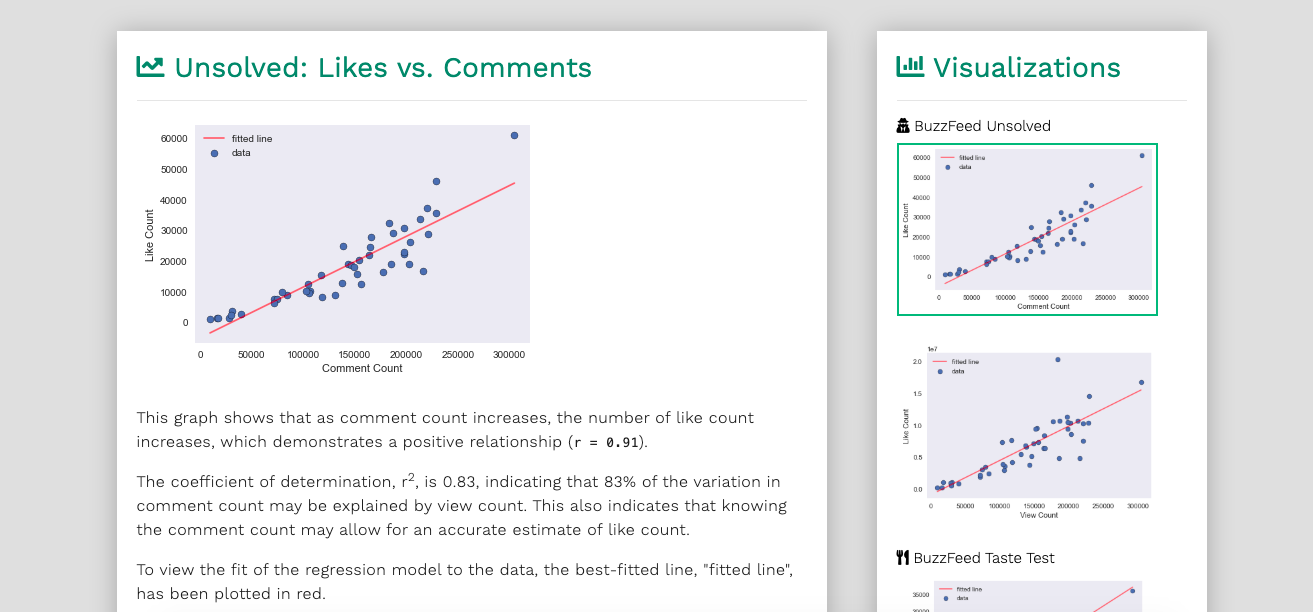 Unsolved: Likes vs. Comments
fitted line
data
60000
50000
40000
30000
20000
10000
0
Like Count
0 50000 100000 150000 200000 250000 300000
Comment Count
This graph shows that as comment count increases, the number of like count
increases, which demonstrates a positive relationship (r = 0.91).
The coefficient of determination, r², is 0.83, indicating that 83% of the variation in
comment count may be explained by view count. This also indicates that knowing
the comment count may allow for an accurate estimate of like count.
To view the fit of the regression model to the data, the best-fitted line, "fitted line",
has been plotted in red.
Visualizations
BuzzFeed Unsolved
fitted line
data
60000
50000
40000
30000
20000
10000
0
Like Count
0 50000 100000 150000 200000 250000 300000
Comment Count
1e7
fitted line
data
2.0
1.5
1.0
0.5
0.0
Like Count
0 50000 100000 150000 200000 250000 300000
View Count
BuzzFeed Taste Test
fitted line
data
35000
30000